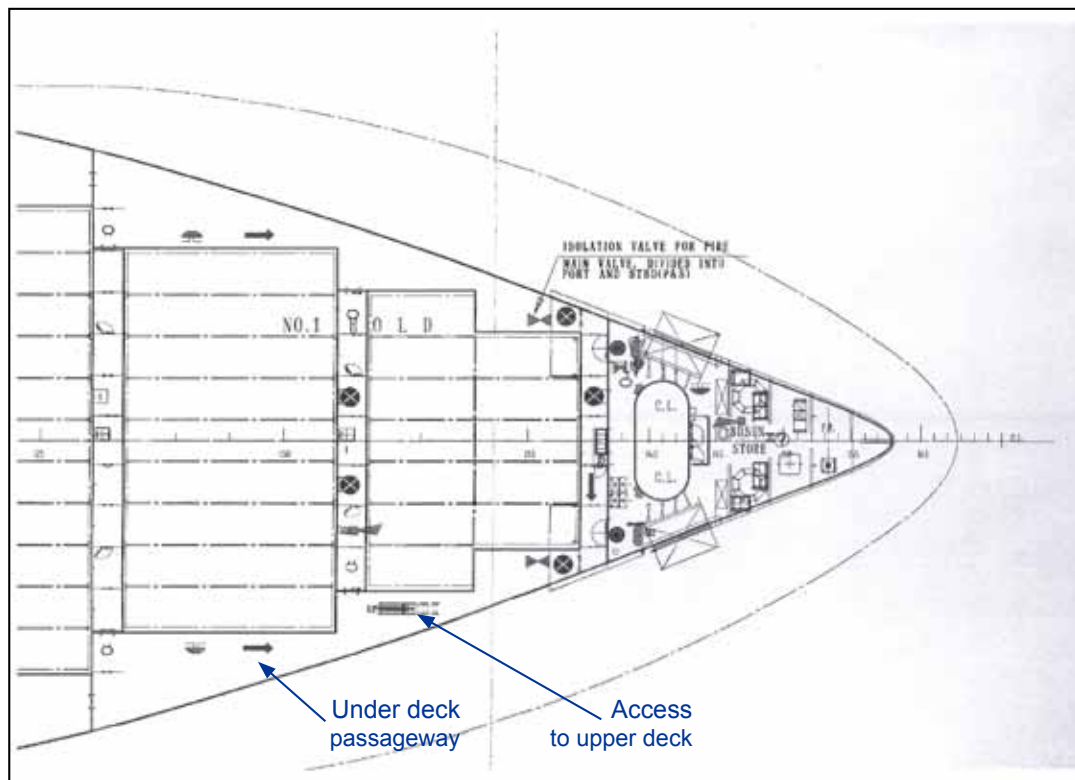 ISOLATION VALVE FOR FIRE
MAIN VALVE, DIVIDED INTO
PORT AND STBD(P&S)
NO.1 H O L D
C.L.
BOSUN
STORE
C.L.
Under deck
passageway
Access
to upper deck